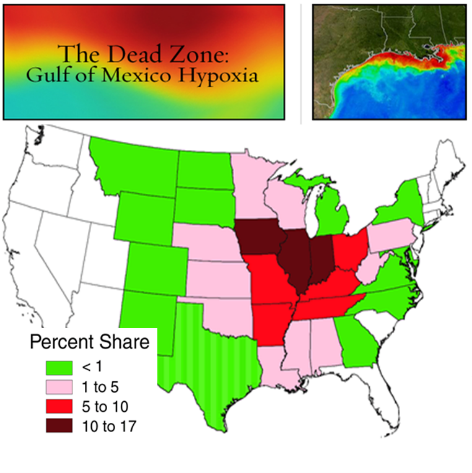 The Dead Zone:
Gulf of Mexico Hypoxia
Percent Share
< 1
1 to 5
5 to 10
10 to 17